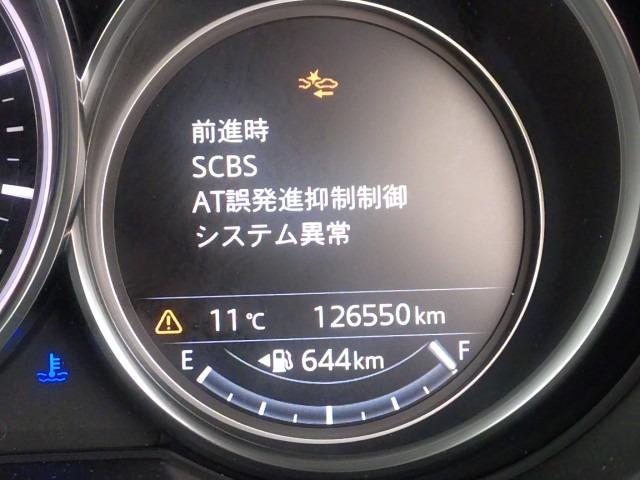 前進時
SCBS
AT誤発進抑制制御
システム異常
11℃ 126550km
E 644km F